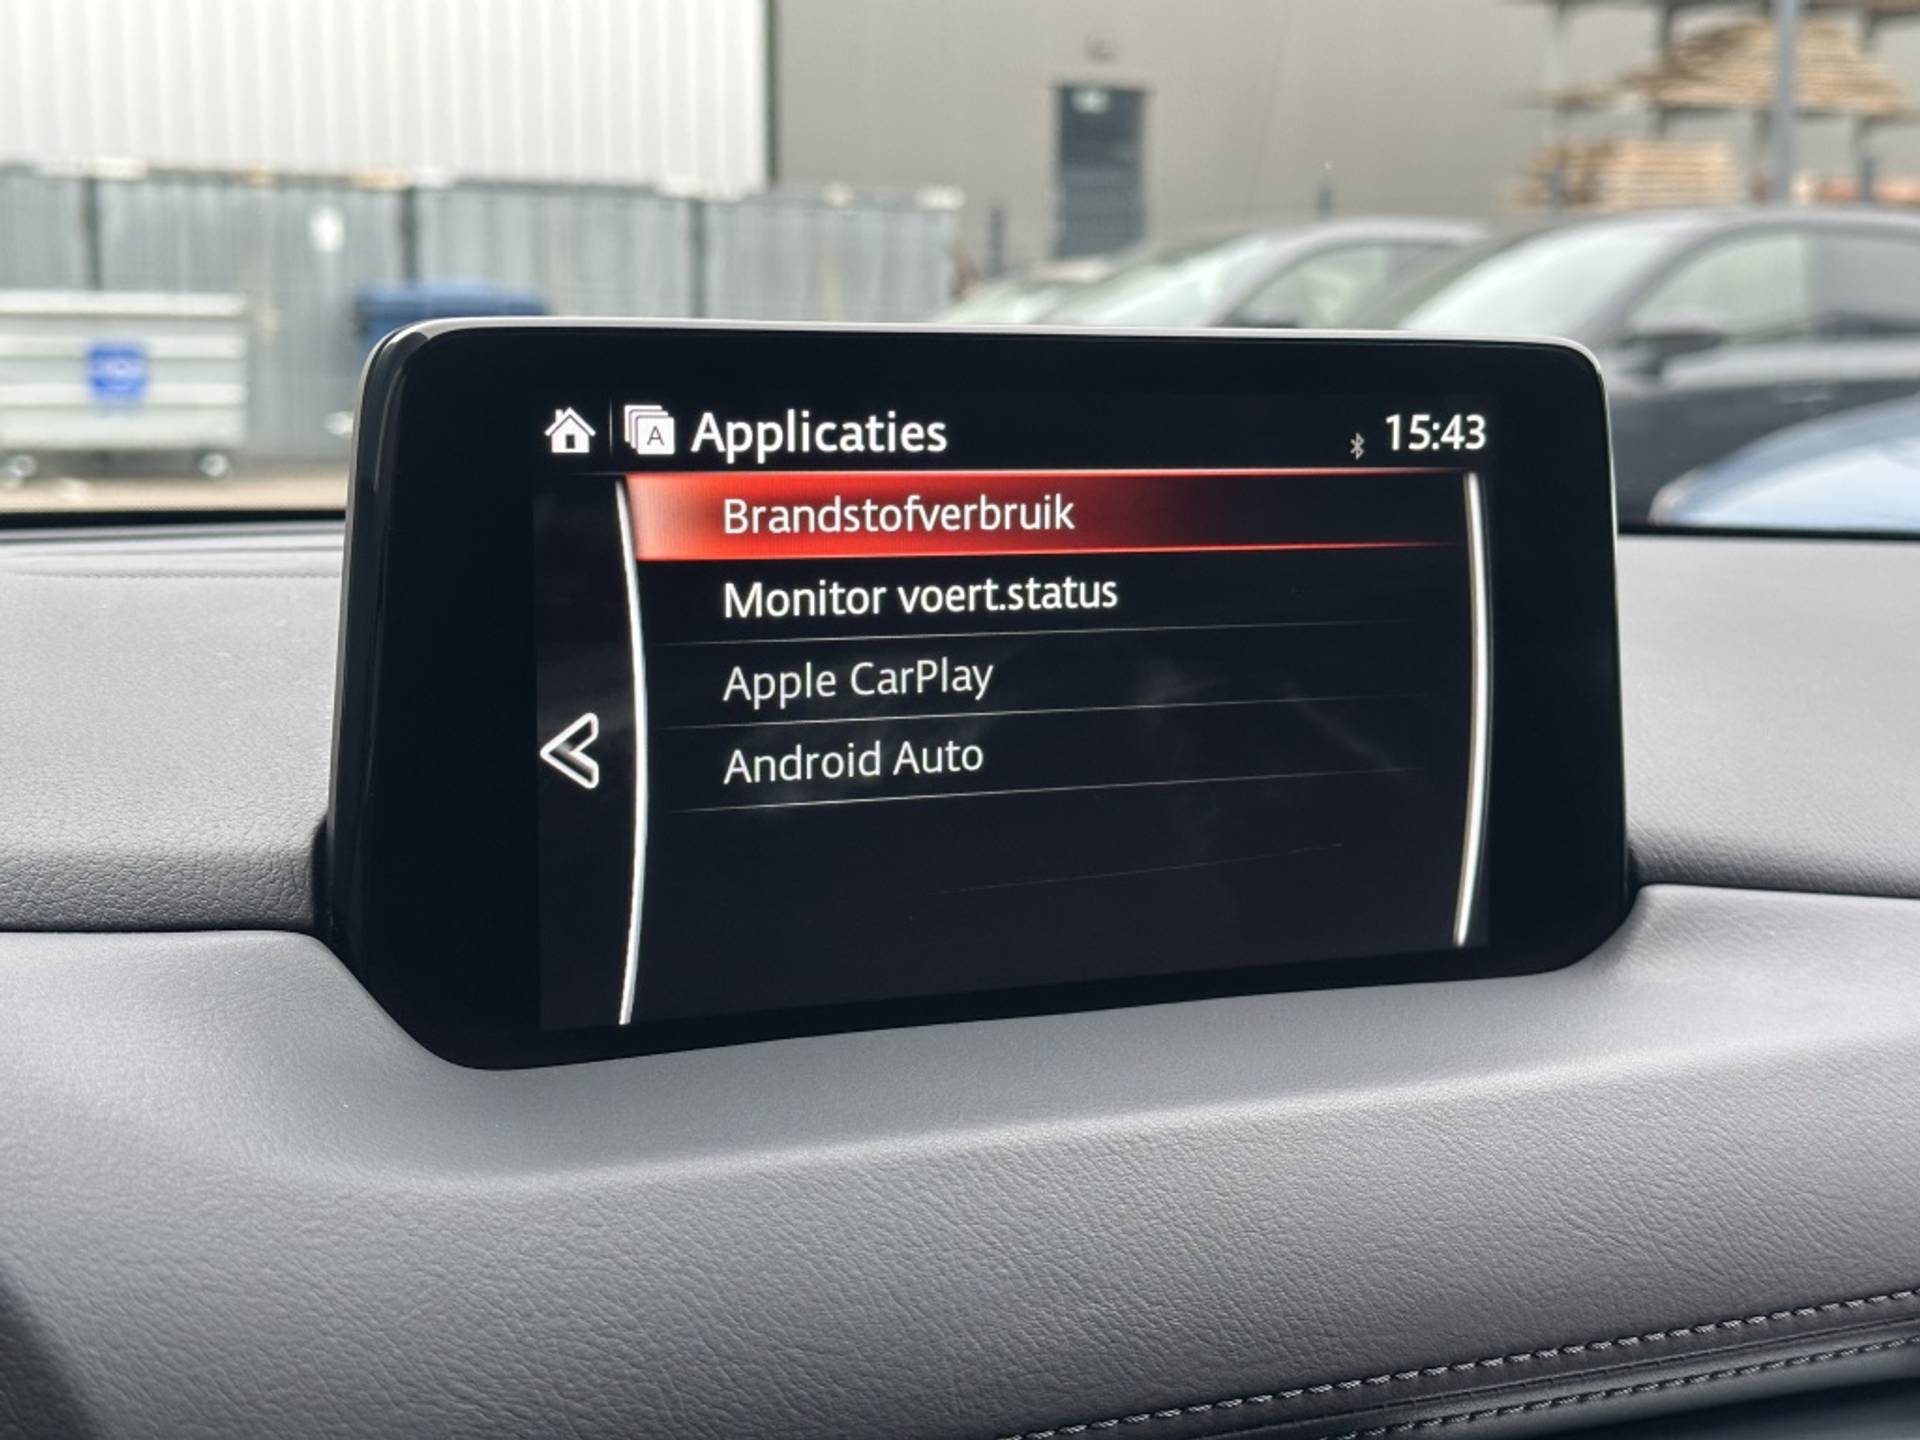 A Applicaties 15:43
Brandstofverbruik
Monitor voert.status
Apple CarPlay
Android Auto